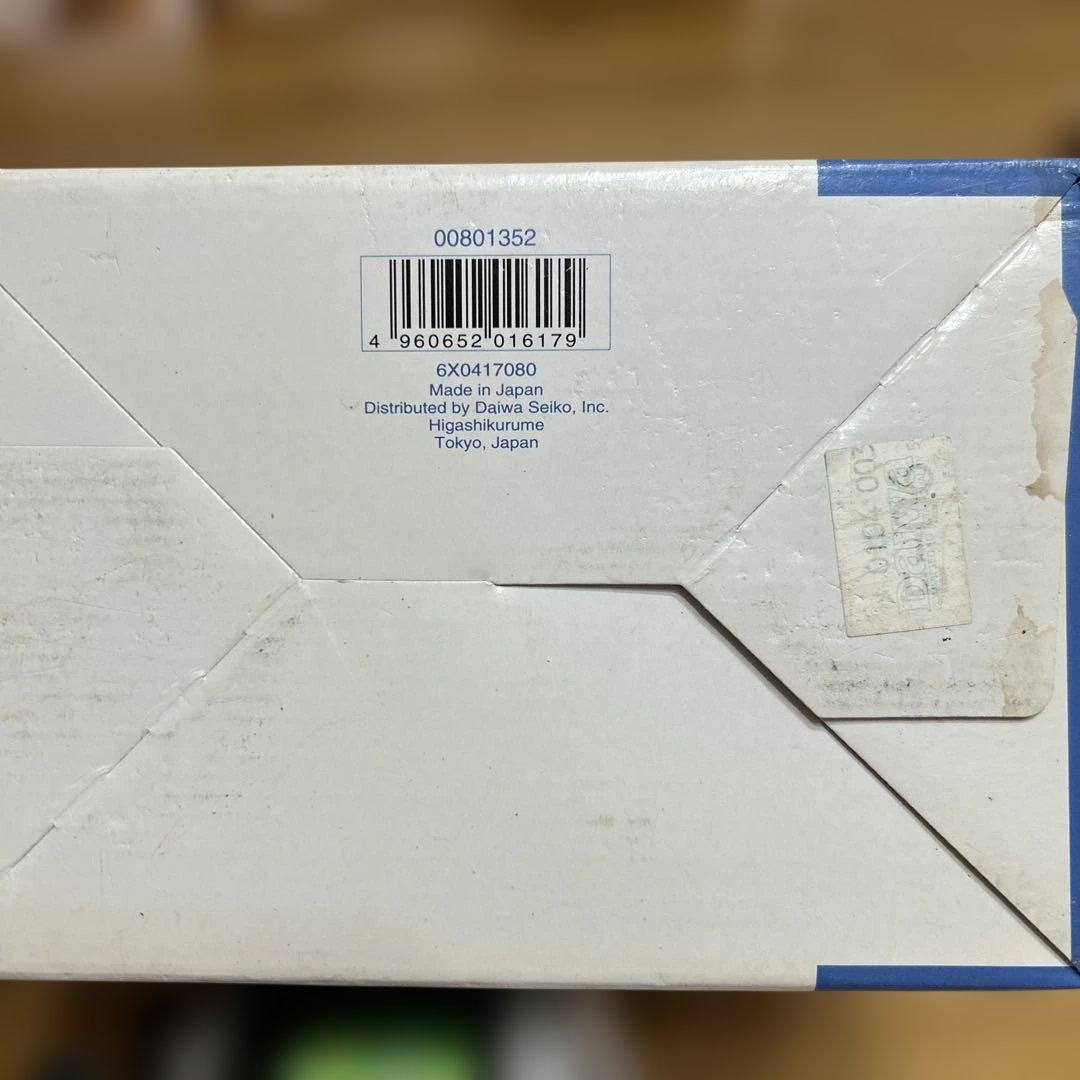 00801352
4 960652 016179
6X0417080
Made in Japan
Distributed by Daiwa Seiko, Inc.
Higashikurume
Tokyo, Japan